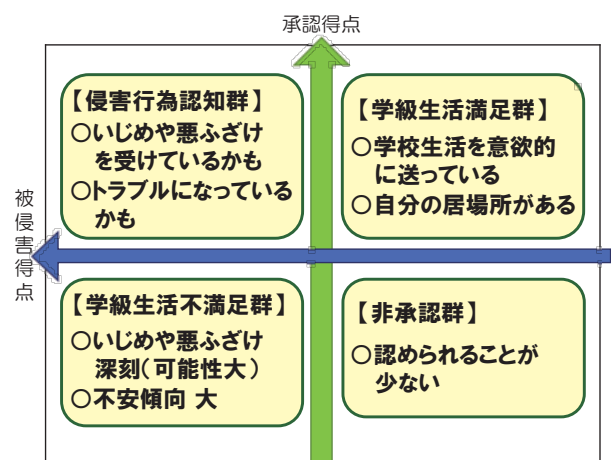 承認得点
【侵害行為認知群】
○いじめや悪ふざけ
を受けているかも
○トラブルになっている
かも
【学級生活満足群】
○学校生活を意欲的
に送っている
○自分の居場所がある
被侵害得点
【学級生活不満足群】
○いじめや悪ふざけ
深刻(可能性大)
○不安傾向 大
【非承認群】
○認められることが
少ない